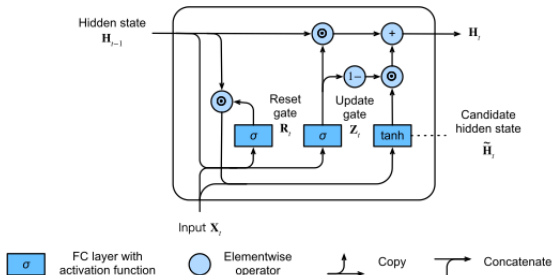 Hidden state
H_{t-1}
⊙
+
H_t
1−
⊙
⊙
Reset
gate
R_t
Update
gate
Z_t
σ
σ
tanh
Candidate
hidden state
H̃_t
Input X_t
σ
FC layer with
activation function
Elementwise
operator
Copy
Concatenate